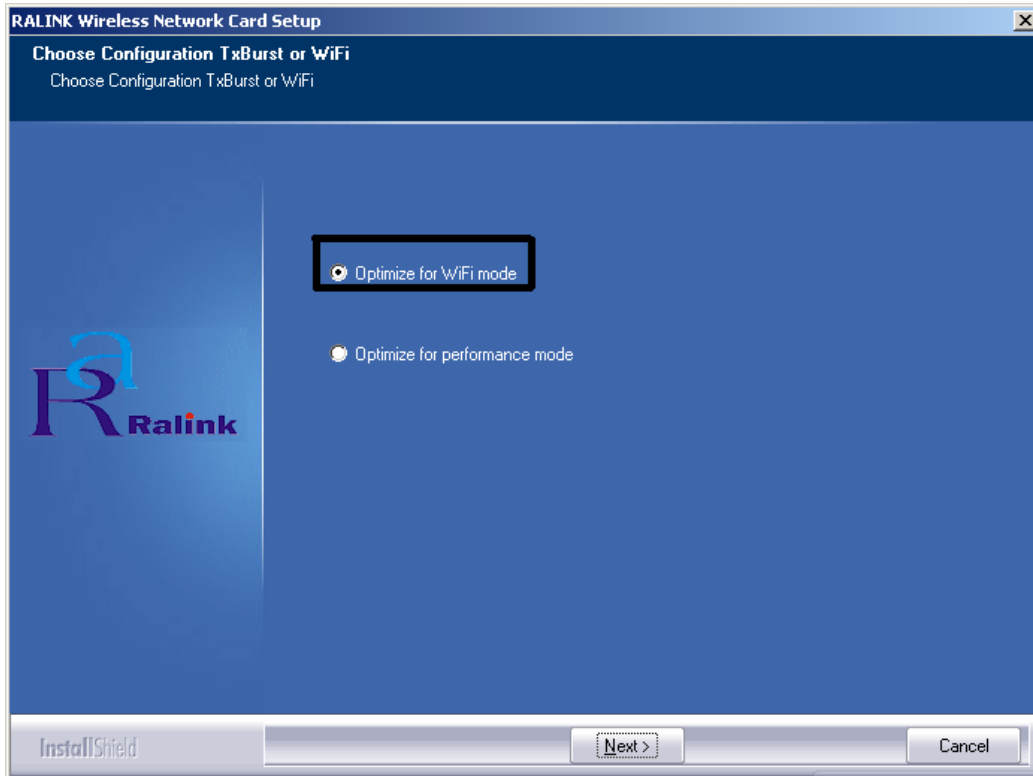 RALINK Wireless Network Card Setup
Choose Configuration TxBurst or WiFi
Choose Configuration TxBurst or WiFi
Optimize for WiFi mode
Optimize for performance mode
Ra
Ralink
InstallShield
Next >
Cancel